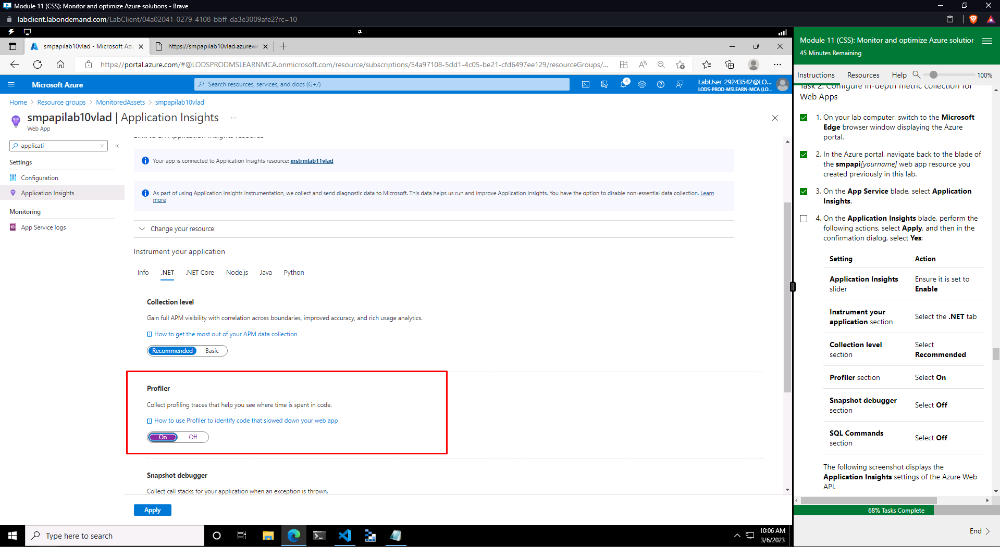 Module 11 (CSS): Monitor and optimize Azure solutions - Brave
labclient.labondemand.com/LabClient/04a02041-0279-4108-bbff-da3e3009afe2?rc=10
smpapilab10vlad - Microsoft Azu
https://smpapilab10vlad.azurewe
https://portal.azure.com/#@LODSPRODMSLEARNMCA.onmicrosoft.com/resource/subscriptions/54a97108-5dd1-4c05-be21-cfd6497ee129/resourceGroups/...
Microsoft Azure
Search resources, services, and docs (G+/)
4
LabUser-29243542@LO...
LODS-PROD-MSLEARN-MCA (LO...
Home > Resource groups > MonitoredAssets > smpapilab10vlad
smpapilab10vlad | Application Insights ...
Web App
applicati
Settings
Configuration
Application Insights
Monitoring
App Service logs
Link to an Application Insights resource
Your app is connected to Application Insights resource: instrmlab11vlad
As part of using Application Insights instrumentation, we collect and send diagnostic data to Microsoft. This data helps us run and improve Application Insights. You have the option to disable non-essential data collection. Learn
more
Change your resource
Instrument your application
Info .NET .NET Core Node.js Java Python
Collection level
Gain full APM visibility with correlation across boundaries, improved accuracy, and rich usage analytics.
How to get the most out of your APM data collection
Recommended Basic
Profiler
Collect profiling traces that help you see where time is spent in code.
How to use Profiler to identify code that slowed down your web app
On Off
Snapshot debugger
Collect call stacks for your application when an exception is thrown.
Apply
Type here to search
10:06 AM
3/6/2023
Module 11 (CSS): Monitor and optimize Azure solutior
45 Minutes Remaining
Instructions Resources Help 100%
Task 2: Configure in-depth metric collection for
Web Apps
1. On your lab computer, switch to the Microsoft
Edge browser window displaying the Azure
portal.
2. In the Azure portal, navigate back to the blade of
the smpapi[yourname] web app resource you
created previously in this lab.
3. On the App Service blade, select Application
Insights.
4. On the Application Insights blade, perform the
following actions, select Apply, and then in the
confirmation dialog, select Yes:
Setting Action
Application Insights Ensure it is set to
slider Enable
Instrument your
application section Select the .NET tab
Collection level Select
section Recommended
Profiler section Select On
Snapshot debugger
section Select Off
SQL Commands
section Select Off
The following screenshot displays the
Application Insights settings of the Azure Web
API.
68% Tasks Complete
End